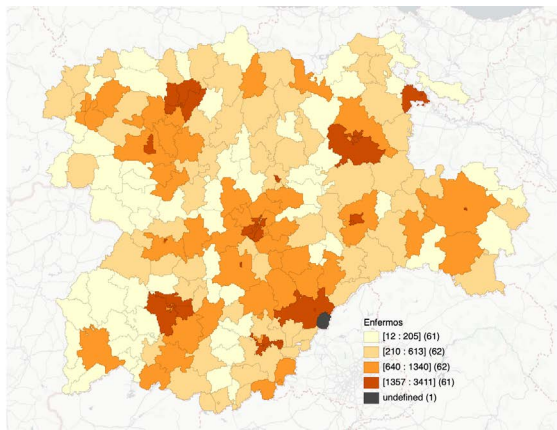 Enfermos
[12 : 205] (61)
[210 : 613] (62)
[640 : 1340] (62)
[1357 : 3411] (61)
undefined (1)